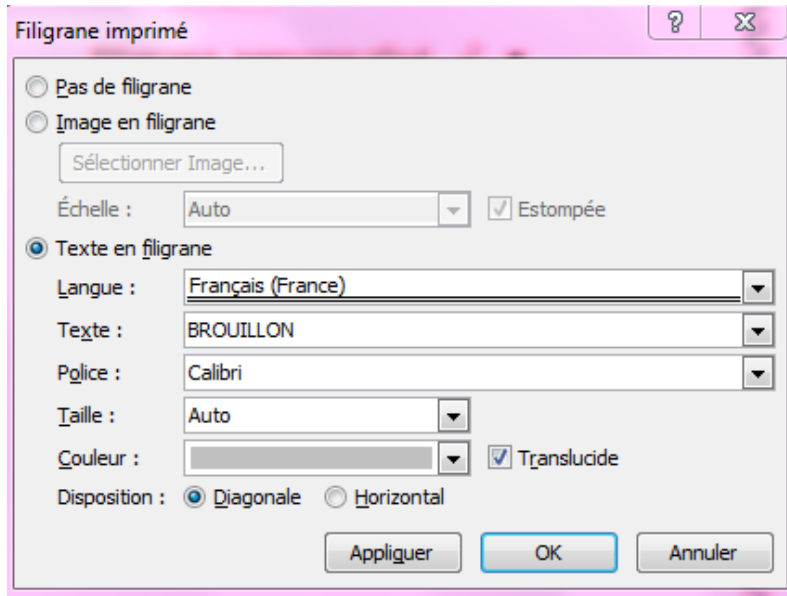 Filigrane imprimé
Pas de filigrane
Image en filigrane
Sélectionner Image...
Échelle : Auto Estompée
Texte en filigrane
Langue : Français (France)
Texte : BROUILLON
Police : Calibri
Taille : Auto
Couleur : Translucide
Disposition : Diagonale Horizontal
Appliquer OK Annuler